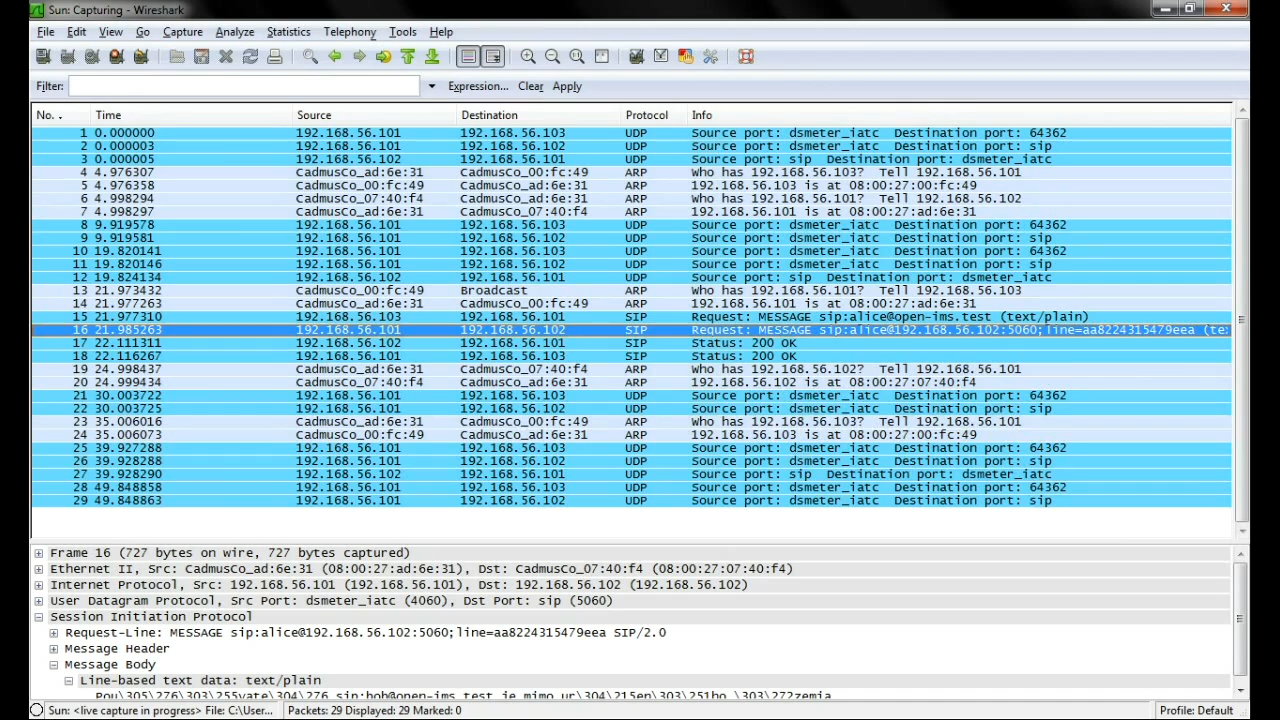 Sun: Capturing - Wireshark
File Edit View Go Capture Analyze Statistics Telephony Tools Help
Filter: Expression... Clear Apply
No. Time Source Destination Protocol Info
1 0.000000 192.168.56.101 192.168.56.103 UDP Source port: dsmeter_iatc Destination port: 64362
2 0.000003 192.168.56.101 192.168.56.102 UDP Source port: dsmeter_iatc Destination port: sip
3 0.000005 192.168.56.102 192.168.56.101 UDP Source port: sip Destination port: dsmeter_iatc
4 4.976307 CadmusCo_ad:6e:31 CadmusCo_00:fc:49 ARP Who has 192.168.56.103? Tell 192.168.56.101
5 4.976358 CadmusCo_00:fc:49 CadmusCo_ad:6e:31 ARP 192.168.56.103 is at 08:00:27:00:fc:49
6 4.998294 CadmusCo_07:40:f4 CadmusCo_ad:6e:31 ARP Who has 192.168.56.101? Tell 192.168.56.102
7 4.998297 CadmusCo_ad:6e:31 CadmusCo_07:40:f4 ARP 192.168.56.101 is at 08:00:27:ad:6e:31
8 9.919578 192.168.56.101 192.168.56.103 UDP Source port: dsmeter_iatc Destination port: 64362
9 9.919581 192.168.56.101 192.168.56.102 UDP Source port: dsmeter_iatc Destination port: sip
10 19.820141 192.168.56.101 192.168.56.103 UDP Source port: dsmeter_iatc Destination port: 64362
11 19.820146 192.168.56.101 192.168.56.102 UDP Source port: dsmeter_iatc Destination port: sip
12 19.824134 192.168.56.102 192.168.56.101 UDP Source port: sip Destination port: dsmeter_iatc
13 21.973432 CadmusCo_00:fc:49 Broadcast ARP Who has 192.168.56.101? Tell 192.168.56.103
14 21.977263 CadmusCo_ad:6e:31 CadmusCo_00:fc:49 ARP 192.168.56.101 is at 08:00:27:ad:6e:31
15 21.977310 192.168.56.103 192.168.56.101 SIP Request: MESSAGE sip:alice@open-ims.test (text/plain)
16 21.985263 192.168.56.101 192.168.56.102 SIP Request: MESSAGE sip:alice@192.168.56.102:5060;line=aa8224315479eea (te
17 22.111311 192.168.56.102 192.168.56.101 SIP Status: 200 OK
18 22.116267 192.168.56.101 192.168.56.103 SIP Status: 200 OK
19 24.998437 CadmusCo_ad:6e:31 CadmusCo_07:40:f4 ARP Who has 192.168.56.102? Tell 192.168.56.101
20 24.999434 CadmusCo_07:40:f4 CadmusCo_ad:6e:31 ARP 192.168.56.102 is at 08:00:27:07:40:f4
21 30.003722 192.168.56.101 192.168.56.103 UDP Source port: dsmeter_iatc Destination port: 64362
22 30.003725 192.168.56.101 192.168.56.102 UDP Source port: dsmeter_iatc Destination port: sip
23 35.006016 CadmusCo_ad:6e:31 CadmusCo_00:fc:49 ARP Who has 192.168.56.103? Tell 192.168.56.101
24 35.006073 CadmusCo_00:fc:49 CadmusCo_ad:6e:31 ARP 192.168.56.103 is at 08:00:27:00:fc:49
25 39.927288 192.168.56.101 192.168.56.103 UDP Source port: dsmeter_iatc Destination port: 64362
26 39.928288 192.168.56.101 192.168.56.102 UDP Source port: dsmeter_iatc Destination port: sip
27 39.928290 192.168.56.102 192.168.56.101 UDP Source port: sip Destination port: dsmeter_iatc
28 49.848858 192.168.56.101 192.168.56.103 UDP Source port: dsmeter_iatc Destination port: 64362
29 49.848863 192.168.56.101 192.168.56.102 UDP Source port: dsmeter_iatc Destination port: sip
Frame 16 (727 bytes on wire, 727 bytes captured)
Ethernet II, Src: CadmusCo_ad:6e:31 (08:00:27:ad:6e:31), Dst: CadmusCo_07:40:f4 (08:00:27:07:40:f4)
Internet Protocol, Src: 192.168.56.101 (192.168.56.101), Dst: 192.168.56.102 (192.168.56.102)
User Datagram Protocol, Src Port: dsmeter_iatc (4060), Dst Port: sip (5060)
Session Initiation Protocol
Request-Line: MESSAGE sip:alice@192.168.56.102:5060;line=aa8224315479eea SIP/2.0
Message Header
Message Body
Line-based text data: text/plain
Pou\305\276\303\255vate\304\276 sip:bob@open-ims.test je mimo ur\304\215en\303\251ho \303\272zemia
Sun: <live capture in progress> File: C:\User... Packets: 29 Displayed: 29 Marked: 0 Profile: Default